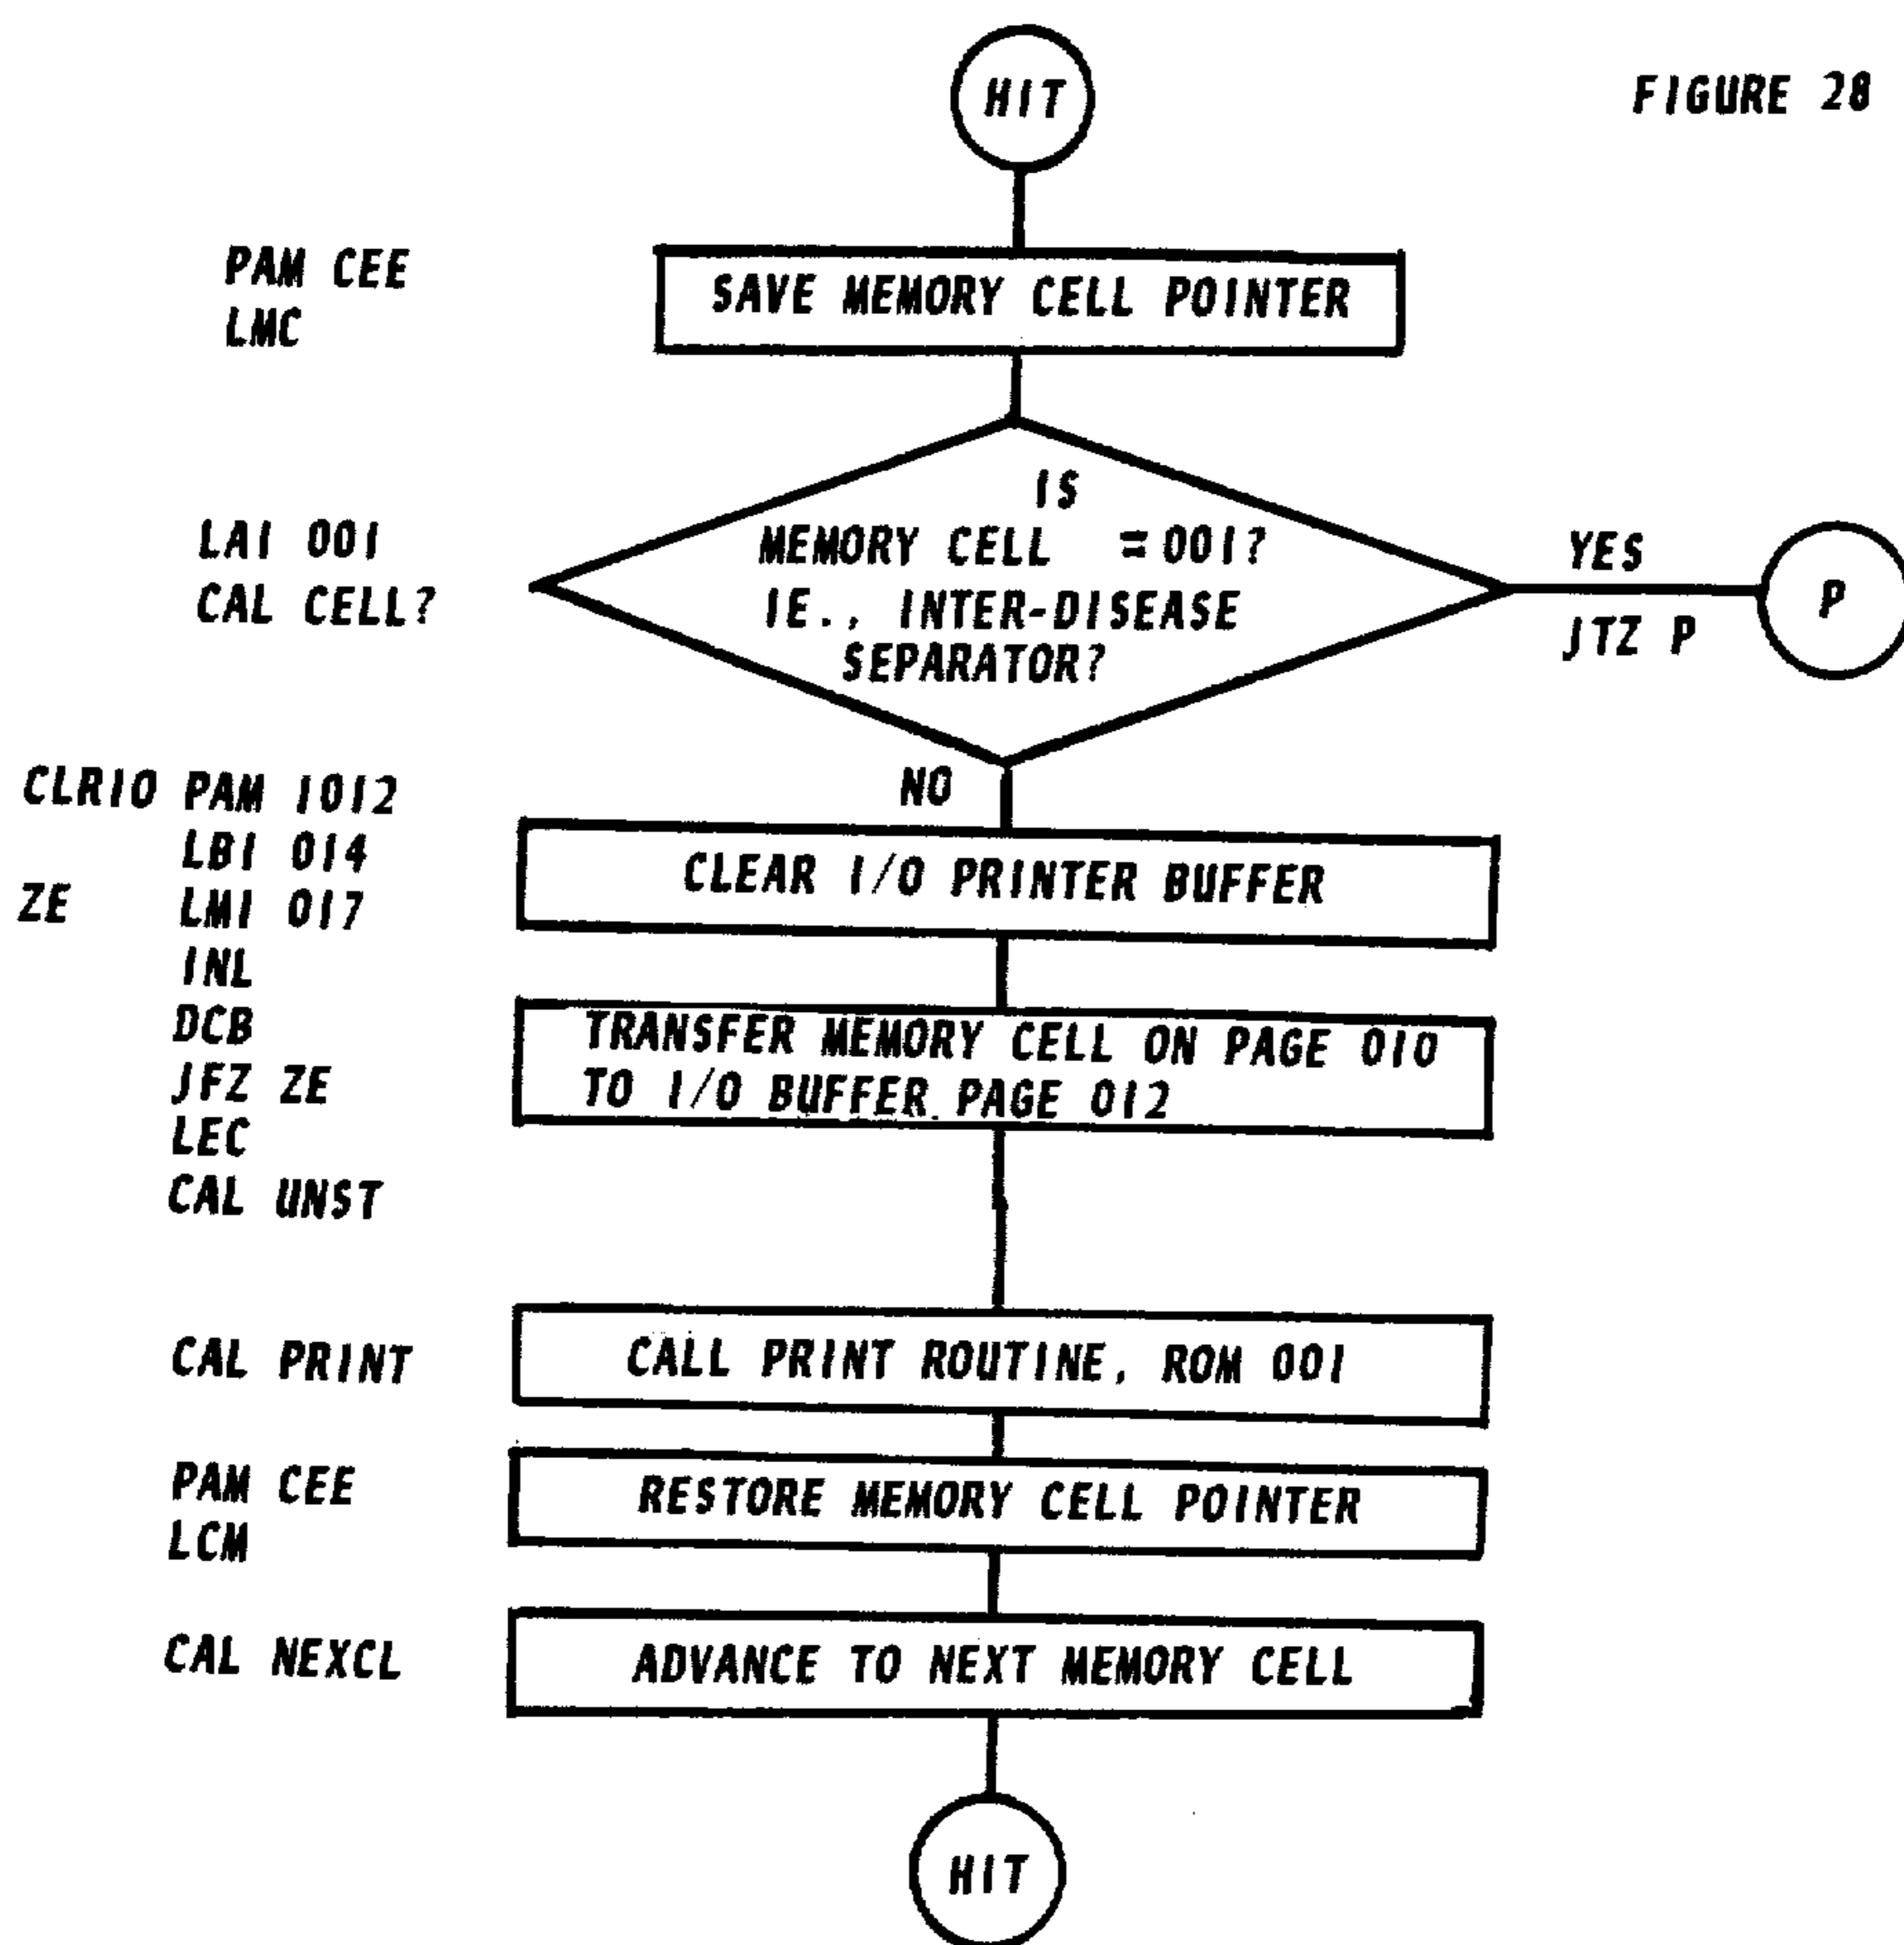 FIGURE 28
HIT
PAM CEE
LMC
SAVE MEMORY CELL POINTER
LAI 001
CAL CELL?
IS
MEMORY CELL =001?
IE., INTER-DISEASE
SEPARATOR?
YES
JTZ P
P
NO
CLRIO PAM 1012
LBI 014
ZE LMI 017
INL
DCB
JFZ ZE
LEC
CAL UNST
CLEAR I/O PRINTER BUFFER
TRANSFER MEMORY CELL ON PAGE 010
TO I/O BUFFER PAGE 012
CAL PRINT
CALL PRINT ROUTINE, ROM 001
PAM CEE
LCM
RESTORE MEMORY CELL POINTER
CAL NEXCL
ADVANCE TO NEXT MEMORY CELL
HIT